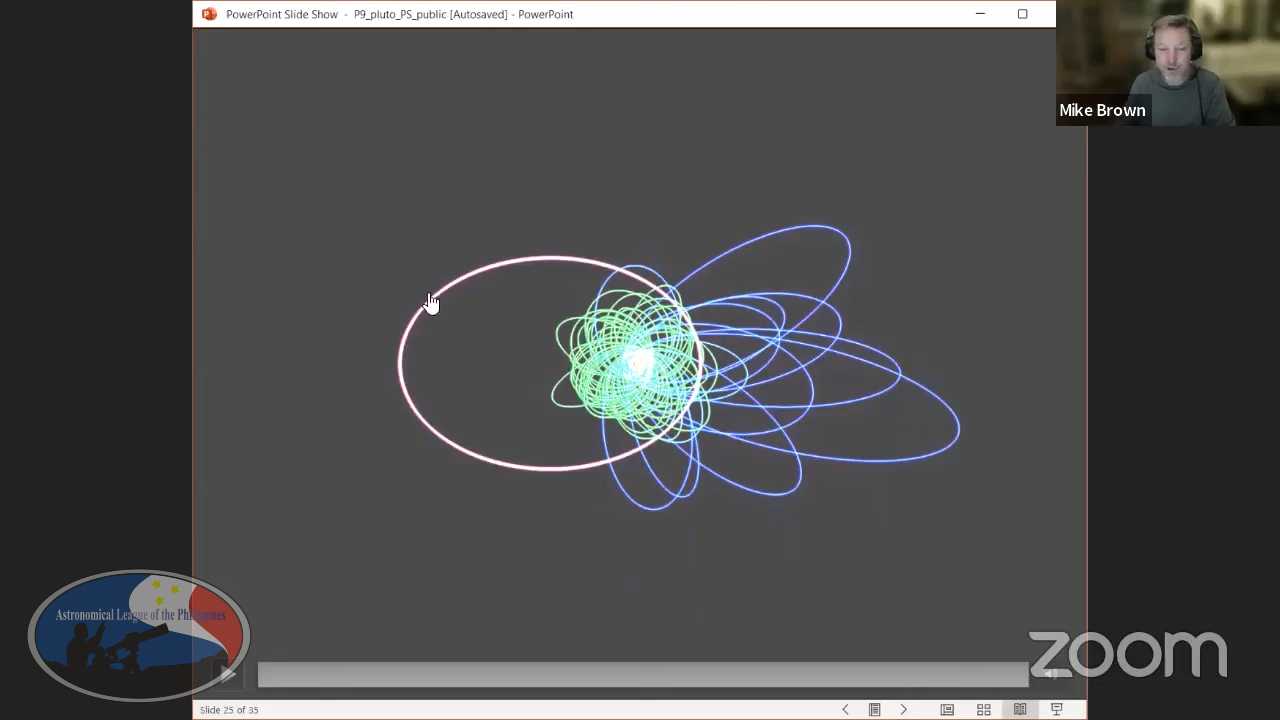 PowerPoint Slide Show - P9_pluto_PS_public [Autosaved] - PowerPoint
Mike Brown
Astronomical League of the Philippines
zoom
Slide 25 of 35